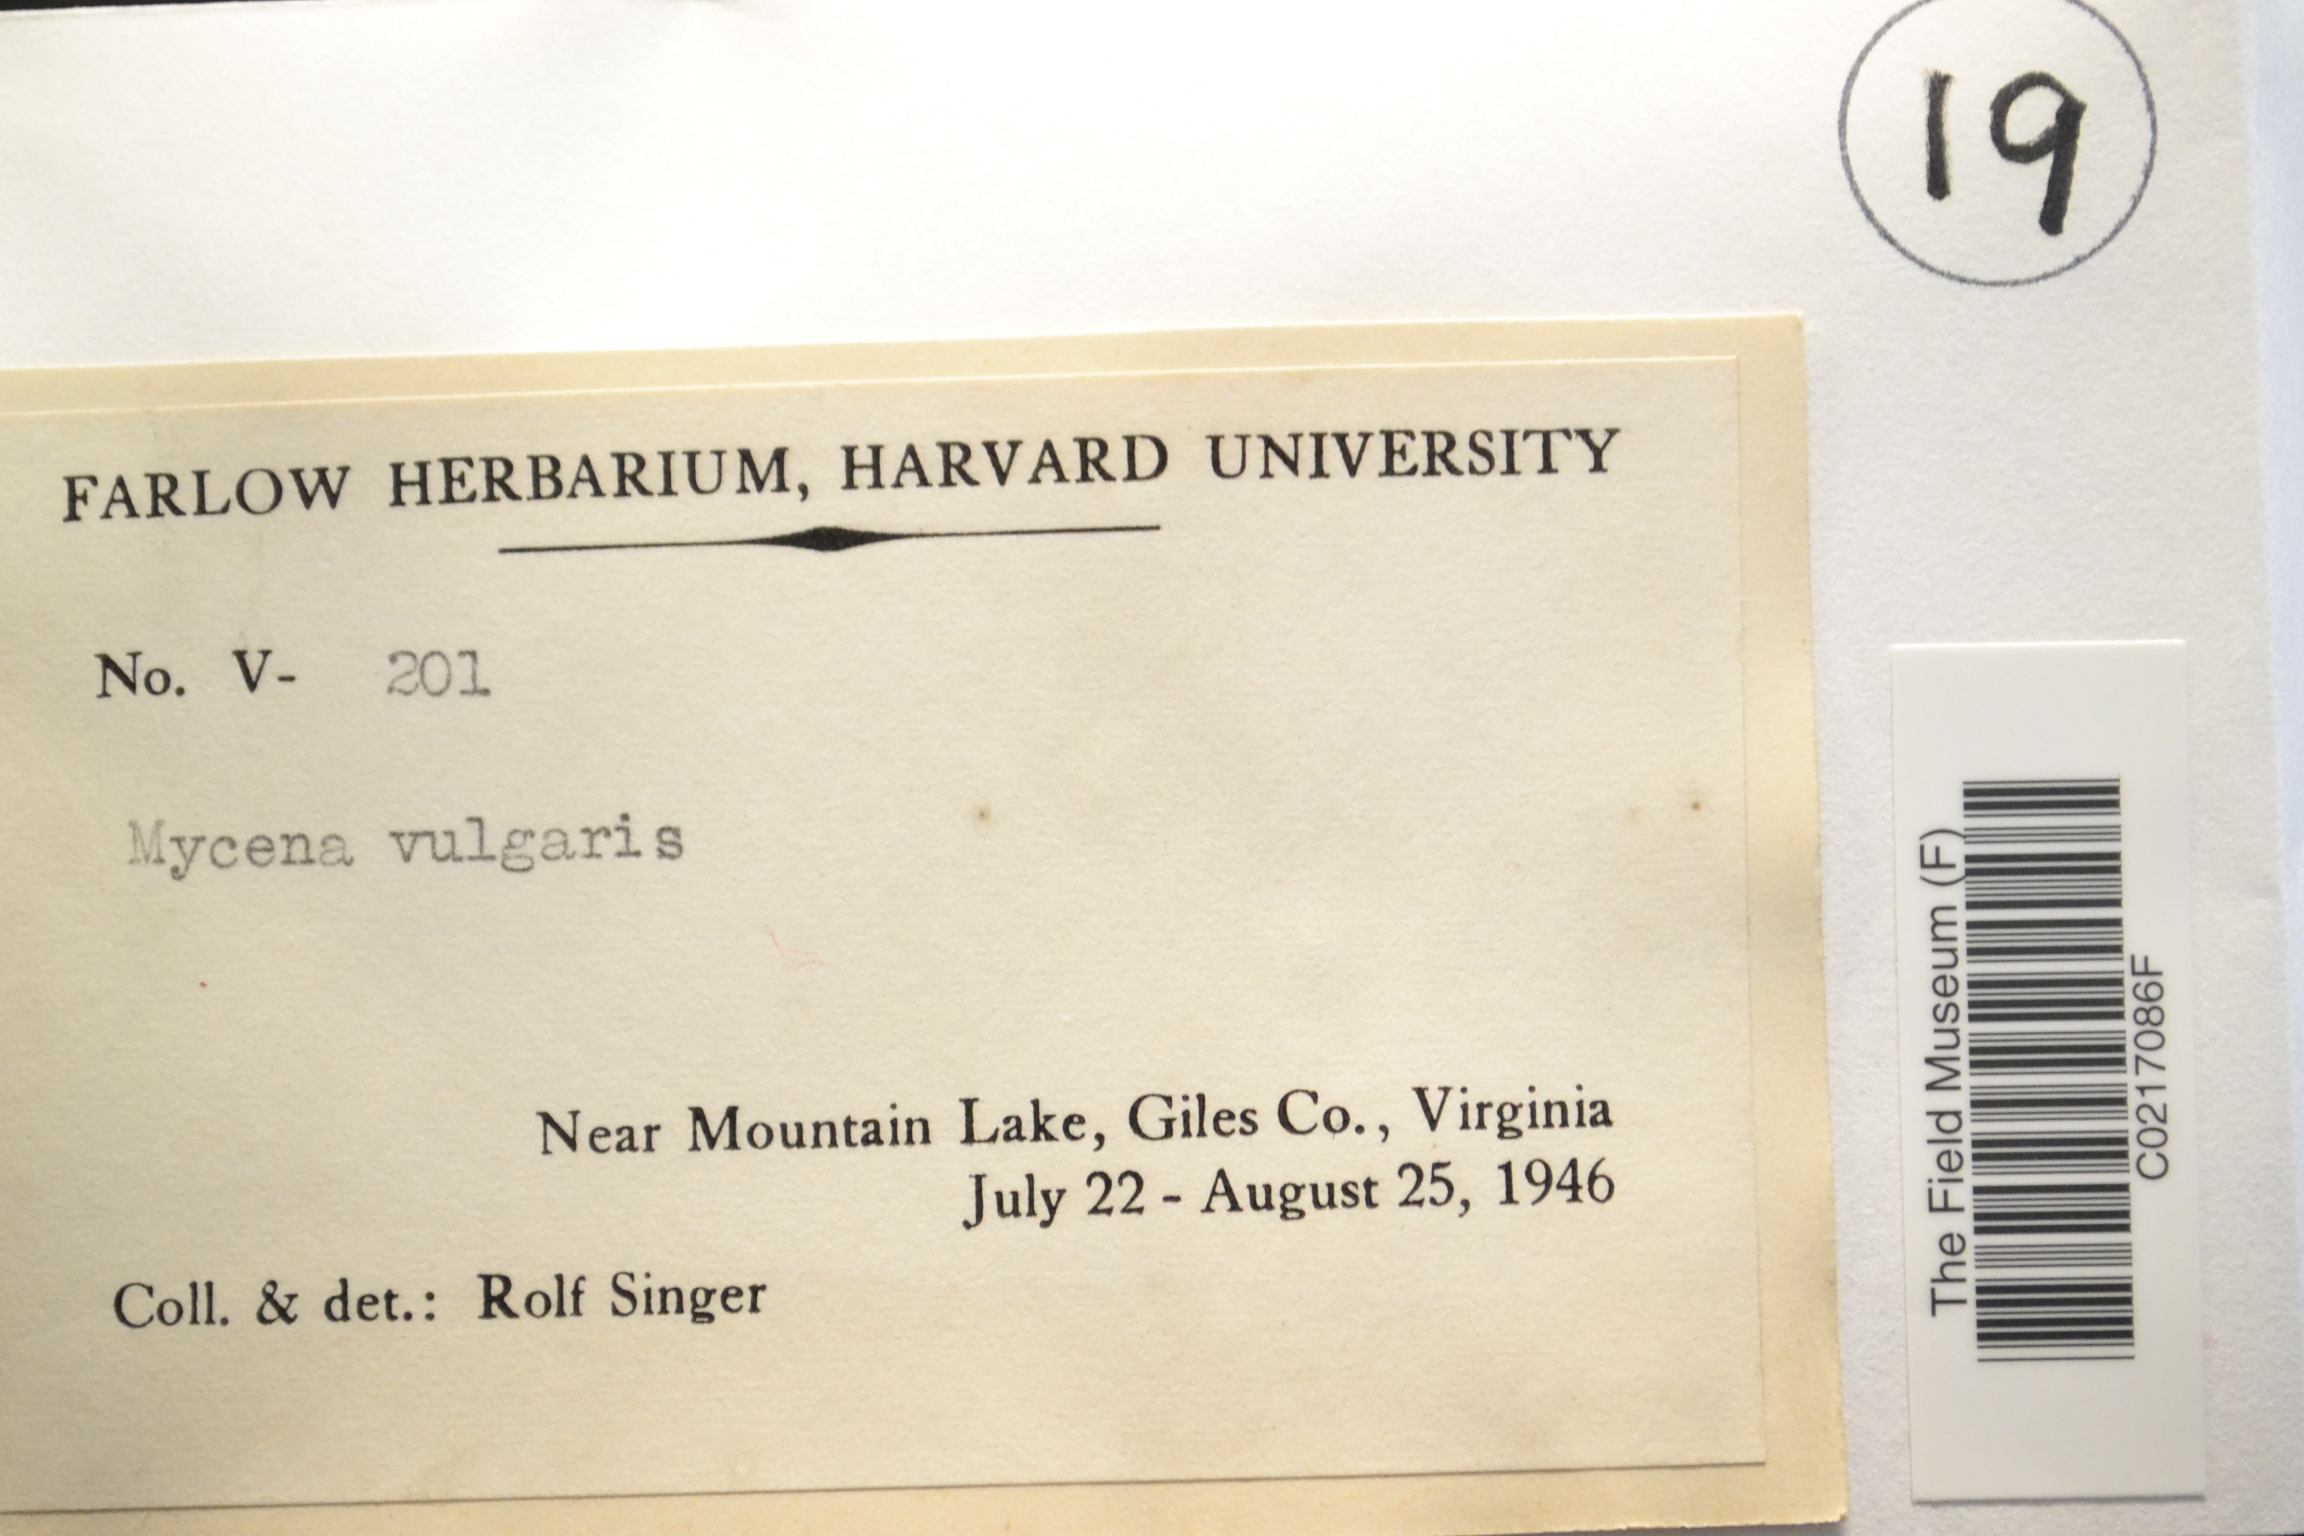 19
FARLOW HERBARIUM, HARVARD UNIVERSITY
No. V- 201
Mycena vulgaris
Near Mountain Lake, Giles Co., Virginia
July 22 - August 25, 1946
Coll. & det.: Rolf Singer
The Field Museum (F)
C0217086F